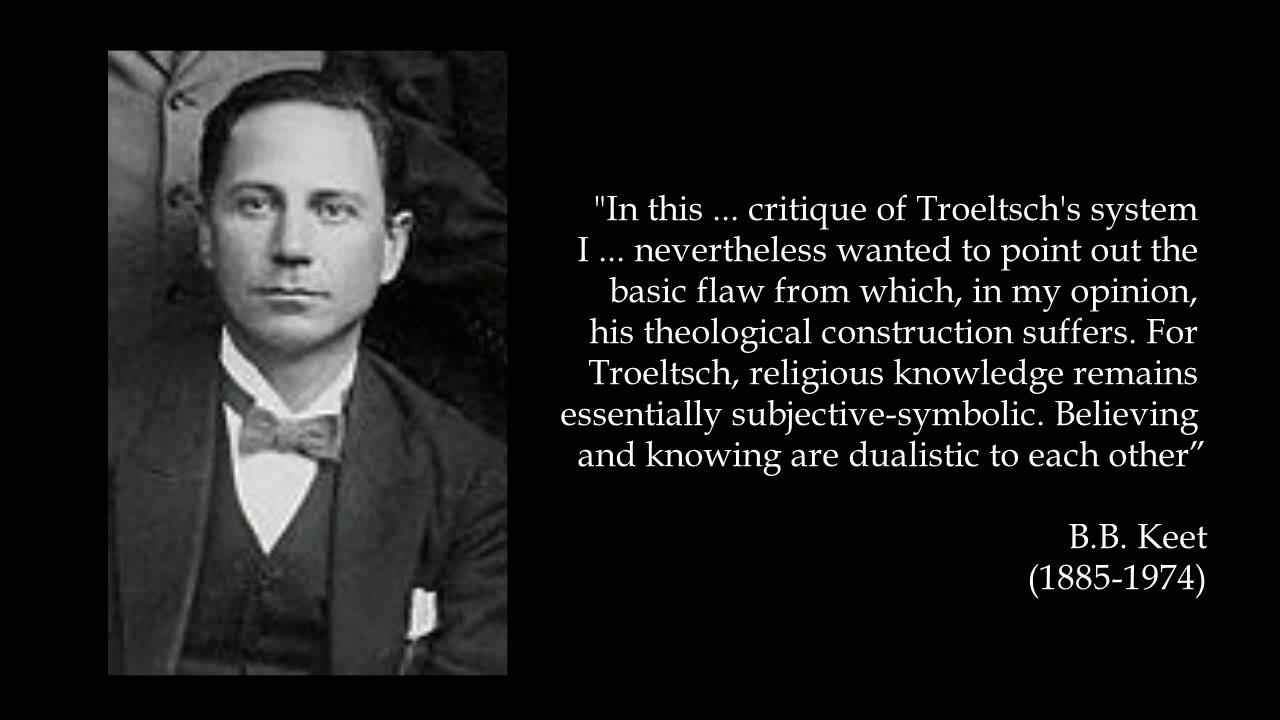 "In this ... critique of Troeltsch's system
I ... nevertheless wanted to point out the
basic flaw from which, in my opinion,
his theological construction suffers. For
Troeltsch, religious knowledge remains
essentially subjective-symbolic. Believing
and knowing are dualistic to each other”
B.B. Keet
(1885-1974)